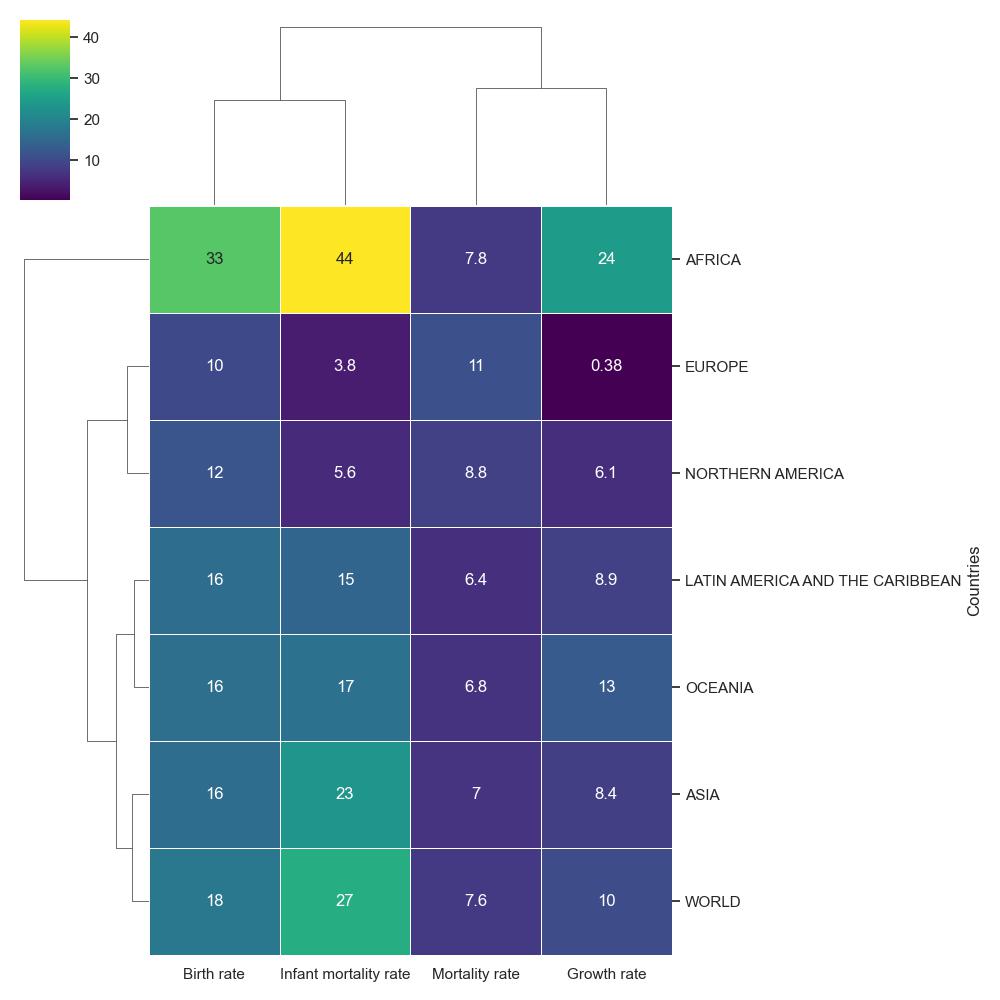 40
30
20
10
33 44 7.8 24 AFRICA
10 3.8 11 0.38 EUROPE
12 5.6 8.8 6.1 NORTHERN AMERICA
16 15 6.4 8.9 LATIN AMERICA AND THE CARIBBEAN
Countries
16 17 6.8 13 OCEANIA
16 23 7 8.4 ASIA
18 27 7.6 10 WORLD
Birth rate Infant mortality rate Mortality rate Growth rate